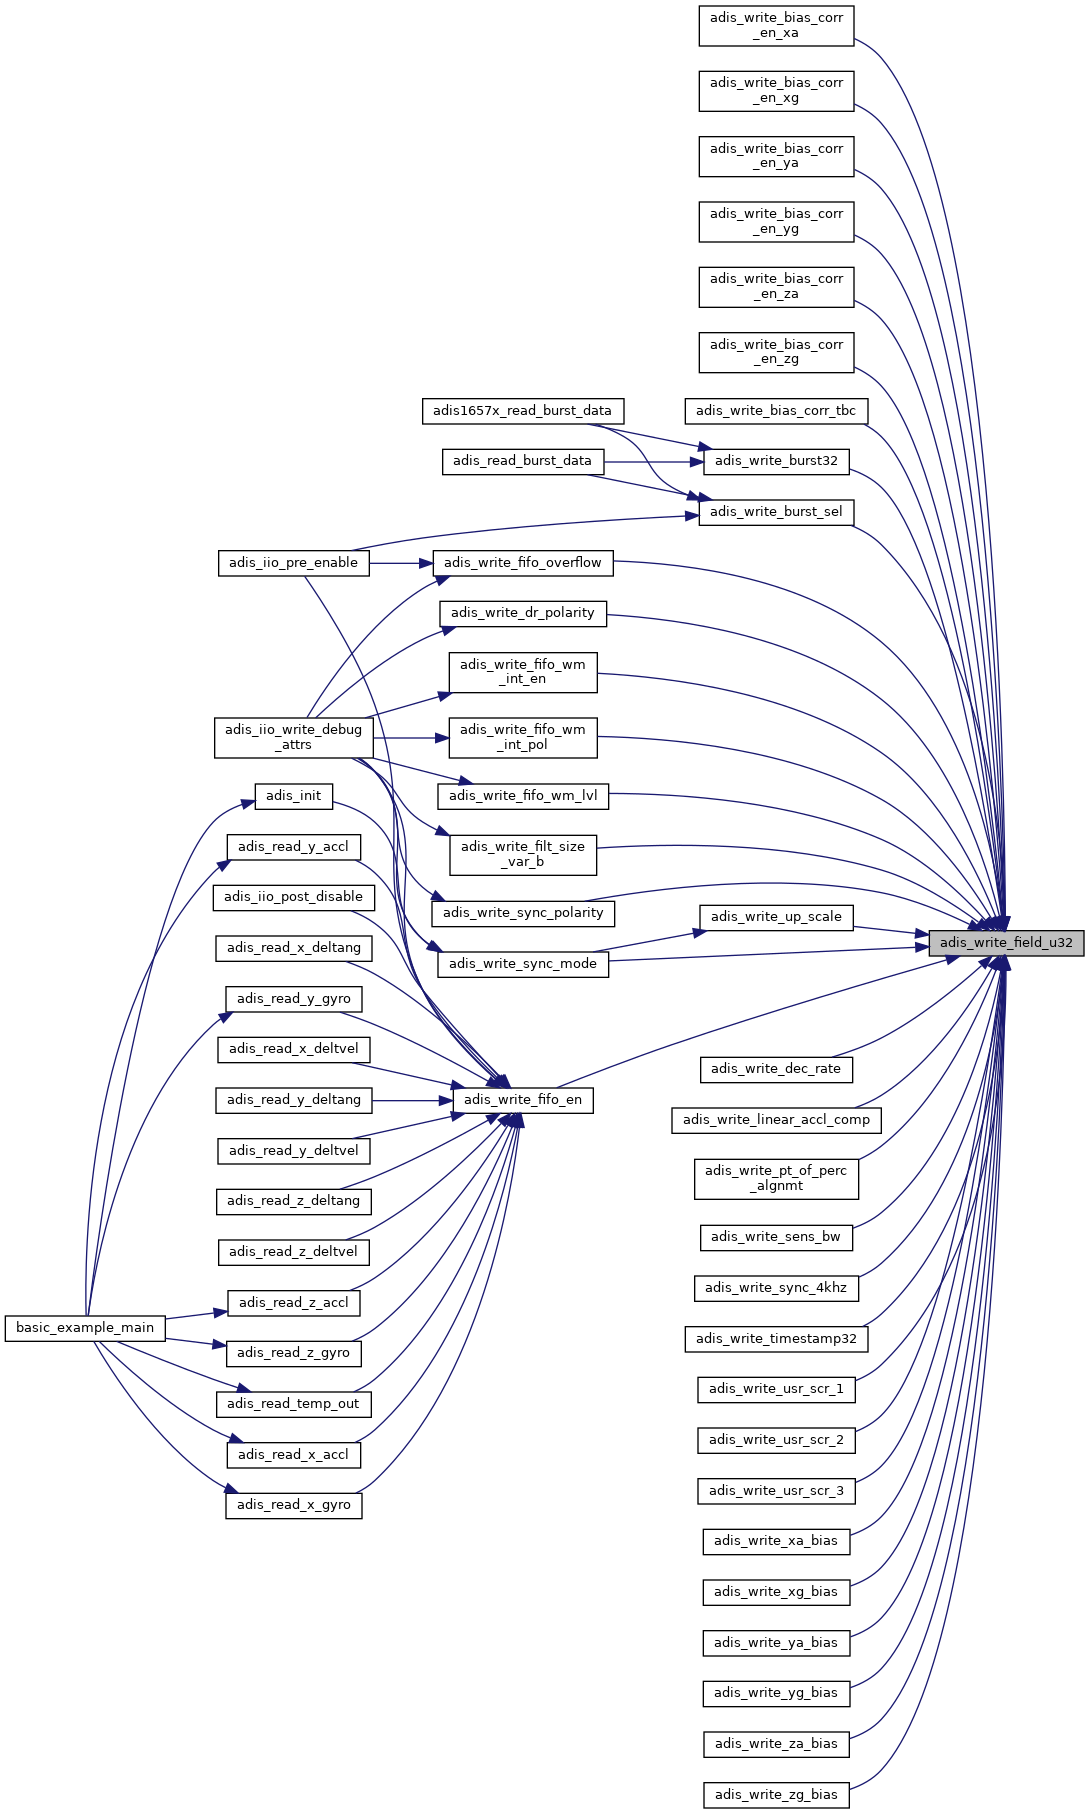 adis_write_bias_corr
_en_xa
adis_write_bias_corr
_en_xg
adis_write_bias_corr
_en_ya
adis_write_bias_corr
_en_yg
adis_write_bias_corr
_en_za
adis_write_bias_corr
_en_zg
adis1657x_read_burst_data
adis_write_bias_corr_tbc
adis_read_burst_data
adis_write_burst32
adis_write_burst_sel
adis_iio_pre_enable
adis_write_fifo_overflow
adis_write_dr_polarity
adis_write_fifo_wm
_int_en
adis_iio_write_debug
_attrs
adis_write_fifo_wm
_int_pol
adis_init
adis_write_fifo_wm_lvl
adis_read_y_accl
adis_write_filt_size
_var_b
adis_iio_post_disable
adis_write_sync_polarity
adis_write_up_scale
adis_write_field_u32
adis_read_x_deltang
adis_write_sync_mode
adis_read_y_gyro
adis_read_x_deltvel
adis_write_dec_rate
adis_read_y_deltang
adis_write_fifo_en
adis_write_linear_accl_comp
adis_read_y_deltvel
adis_write_pt_of_perc
_algnmt
adis_read_z_deltang
adis_read_z_deltvel
adis_write_sens_bw
adis_read_z_accl
adis_write_sync_4khz
basic_example_main
adis_read_z_gyro
adis_write_timestamp32
adis_read_temp_out
adis_write_usr_scr_1
adis_read_x_accl
adis_write_usr_scr_2
adis_read_x_gyro
adis_write_usr_scr_3
adis_write_xa_bias
adis_write_xg_bias
adis_write_ya_bias
adis_write_yg_bias
adis_write_za_bias
adis_write_zg_bias